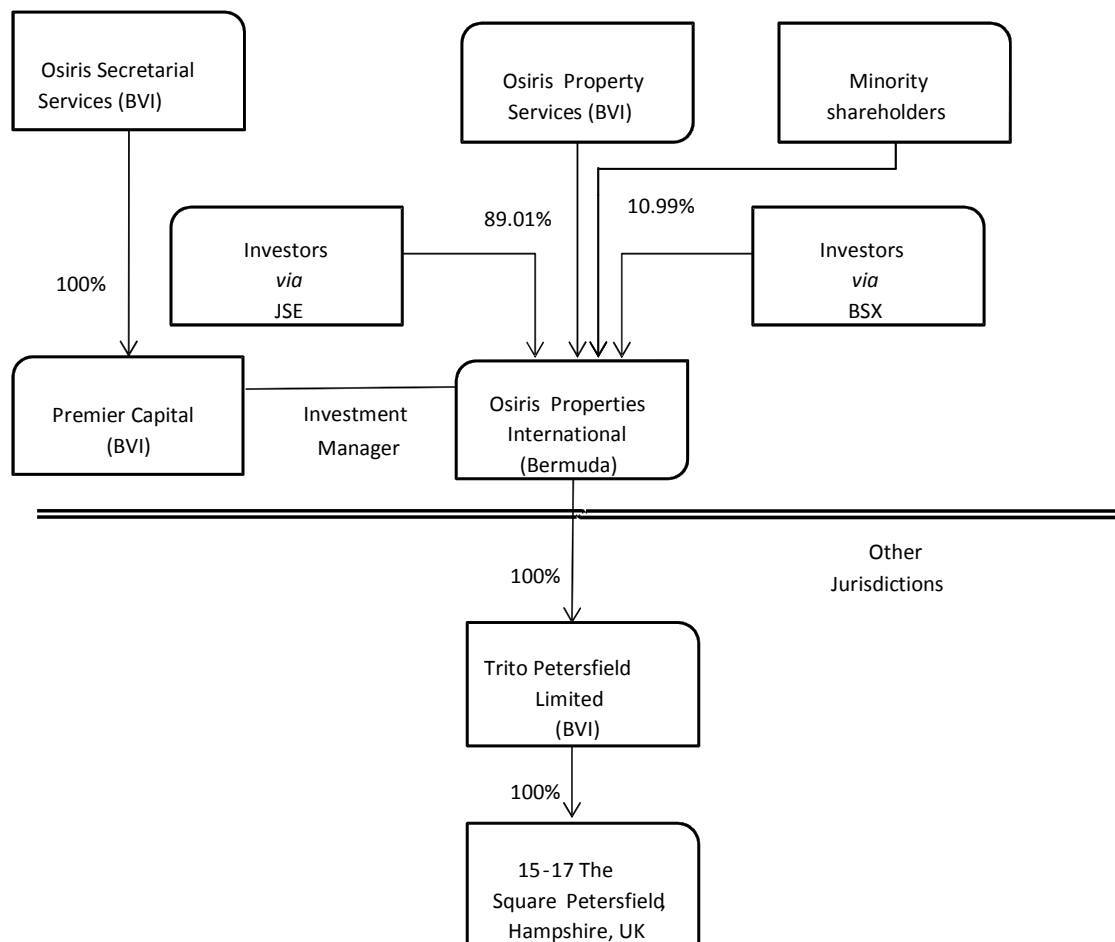 Osiris Secretarial
Services (BVI)
Osiris Property
Services (BVI)
Minority
shareholders
89.01%
10.99%
100%
Investors
via
JSE
Investors
via
BSX
Premier Capital
(BVI)
Investment
Manager
Osiris Properties
International
(Bermuda)
Other
Jurisdictions
100%
Trito Petersfield
Limited
(BVI)
100%
15-17 The
Square Petersfield,
Hampshire, UK